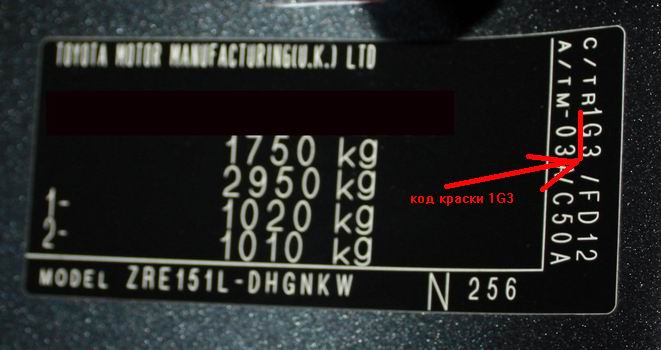 TOYOTA MOTOR MANUFACTURING(U.K.) LTD
1750 kg
2950 kg
1- 1020 kg
2- 1010 kg
MODEL ZRE151L-DHGNKW N 256
C/TR 1G3 /FD12
A/TM-03A/C50A
код краски 1G3